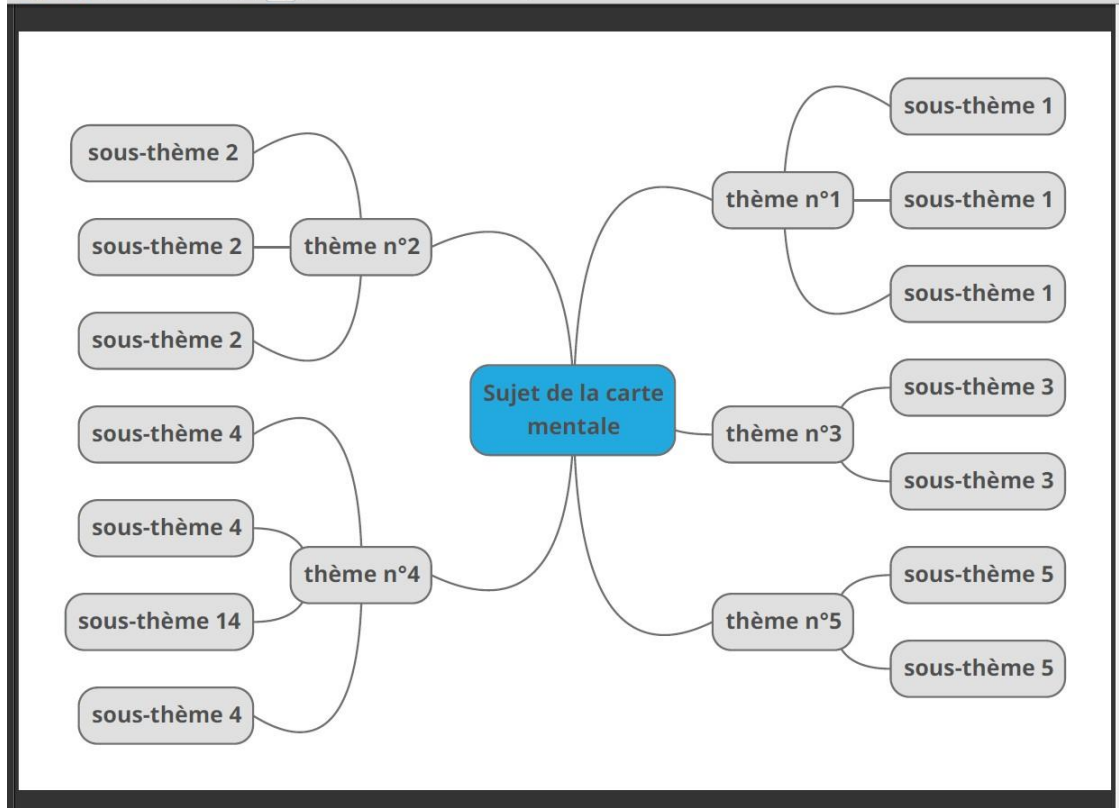 Sujet de la carte
mentale
thème n°1
sous-thème 1
sous-thème 1
sous-thème 1
thème n°2
sous-thème 2
sous-thème 2
sous-thème 2
thème n°3
sous-thème 3
sous-thème 3
thème n°4
sous-thème 4
sous-thème 4
sous-thème 14
sous-thème 4
thème n°5
sous-thème 5
sous-thème 5